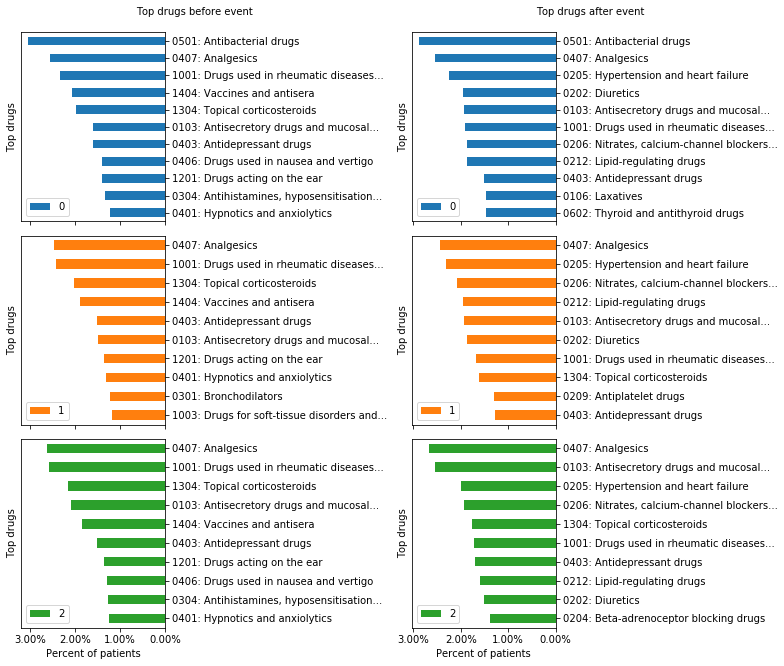 Top drugs before event
Top drugs
0501: Antibacterial drugs
0407: Analgesics
1001: Drugs used in rheumatic diseases...
1404: Vaccines and antisera
1304: Topical corticosteroids
0103: Antisecretory drugs and mucosal...
0403: Antidepressant drugs
0406: Drugs used in nausea and vertigo
1201: Drugs acting on the ear
0304: Antihistamines, hyposensitisation...
0401: Hypnotics and anxiolytics
0
Top drugs
0407: Analgesics
1001: Drugs used in rheumatic diseases...
1304: Topical corticosteroids
1404: Vaccines and antisera
0403: Antidepressant drugs
0103: Antisecretory drugs and mucosal...
1201: Drugs acting on the ear
0401: Hypnotics and anxiolytics
0301: Bronchodilators
1003: Drugs for soft-tissue disorders and...
1
Top drugs
0407: Analgesics
1001: Drugs used in rheumatic diseases...
1304: Topical corticosteroids
0103: Antisecretory drugs and mucosal...
1404: Vaccines and antisera
0403: Antidepressant drugs
1201: Drugs acting on the ear
0406: Drugs used in nausea and vertigo
0304: Antihistamines, hyposensitisation...
0401: Hypnotics and anxiolytics
2
3.00% 2.00% 1.00% 0.00%
Percent of patients
Top drugs after event
Top drugs
0501: Antibacterial drugs
0407: Analgesics
0205: Hypertension and heart failure
0202: Diuretics
0103: Antisecretory drugs and mucosal...
1001: Drugs used in rheumatic diseases...
0206: Nitrates, calcium-channel blockers...
0212: Lipid-regulating drugs
0403: Antidepressant drugs
0106: Laxatives
0602: Thyroid and antithyroid drugs
0
Top drugs
0407: Analgesics
0205: Hypertension and heart failure
0206: Nitrates, calcium-channel blockers...
0212: Lipid-regulating drugs
0103: Antisecretory drugs and mucosal...
0202: Diuretics
1001: Drugs used in rheumatic diseases...
1304: Topical corticosteroids
0209: Antiplatelet drugs
0403: Antidepressant drugs
1
Top drugs
0407: Analgesics
0103: Antisecretory drugs and mucosal...
0205: Hypertension and heart failure
0206: Nitrates, calcium-channel blockers...
1304: Topical corticosteroids
1001: Drugs used in rheumatic diseases...
0403: Antidepressant drugs
0212: Lipid-regulating drugs
0202: Diuretics
0204: Beta-adrenoceptor blocking drugs
2
3.00% 2.00% 1.00% 0.00%
Percent of patients